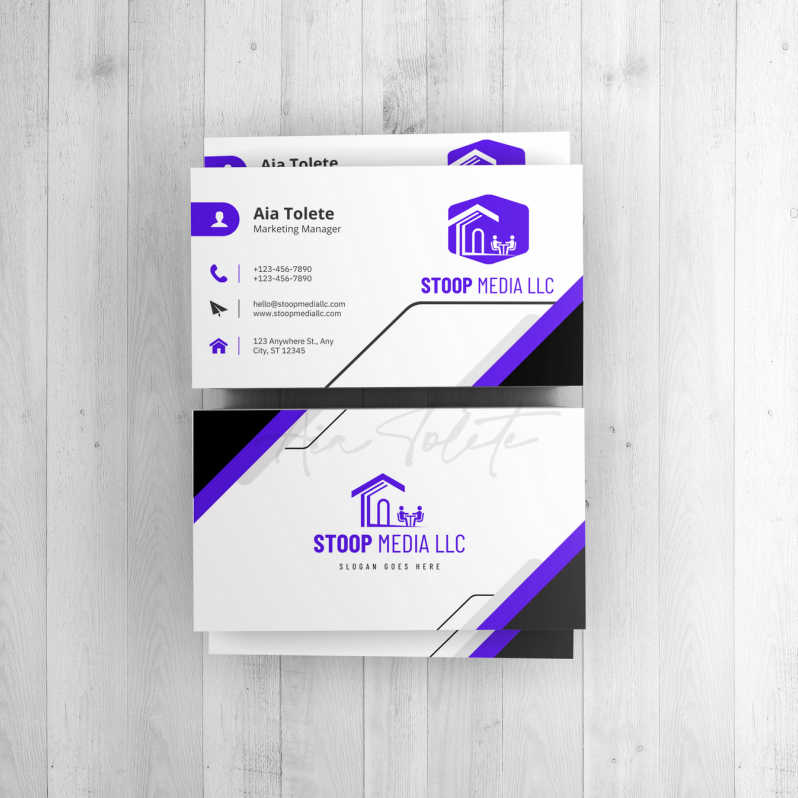 Aia Tolete
Aia Tolete
Marketing Manager
+123-456-7890
+123-456-7890
hello@stoopmediallc.com
www.stoopmediallc.com
123 Anywhere St., Any
City, ST 12345
STOOP MEDIA LLC
Aia Tolete
STOOP MEDIA LLC
SLOGAN GOES HERE